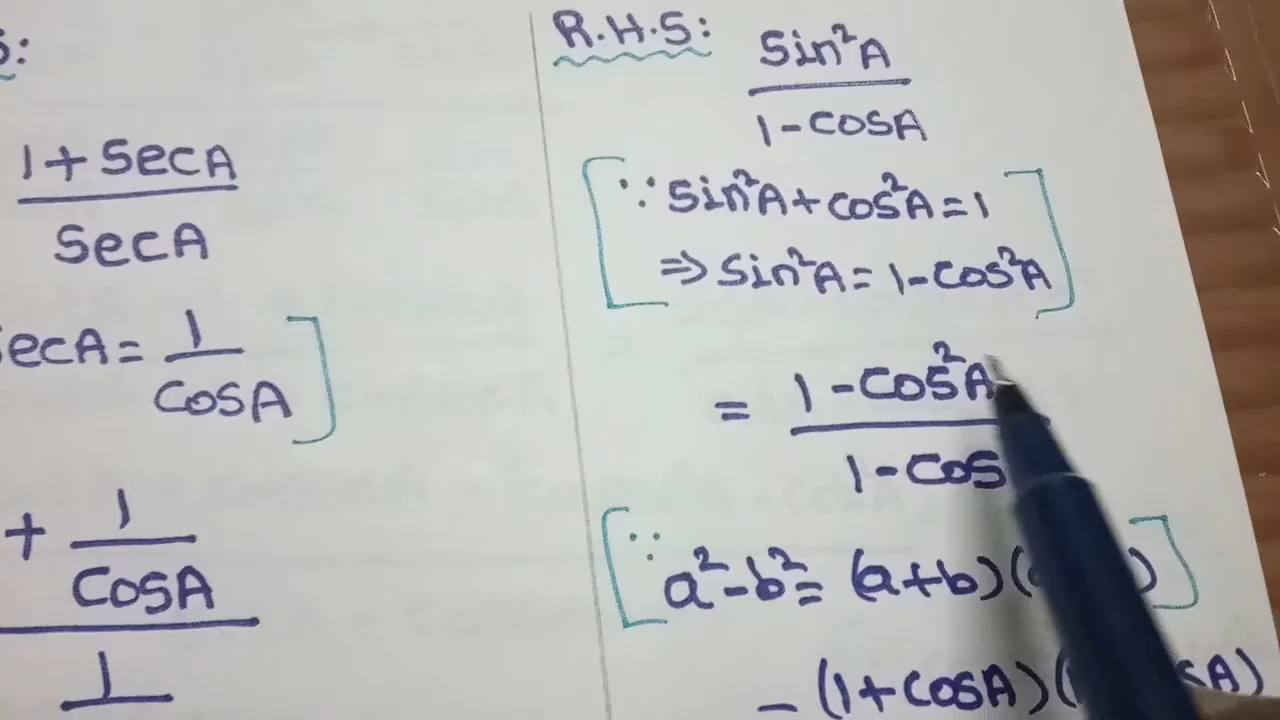 S:
1 + SecA
SecA
ecA = 1
CosA
+ 1
CosA
1
R.H.S:
Sin²A
1 - CosA
∵ Sin²A + Cos²A = 1
⇒ Sin²A = 1 - Cos²A
= 1 - Cos²A
1 - Cos
∵ a² - b² = (a+b)(
)
(1 + CosA)(
sA)